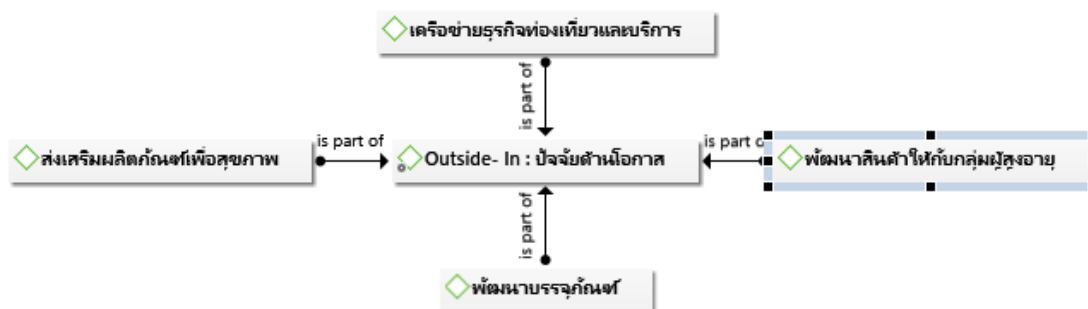 เครือข่ายธุรกิจท่องเที่ยวและบริการ
is part of
ส่งเสริมผลิตภัณฑ์เพื่อสุขภาพ
is part of
Outside- In : ปัจจัยด้านโอกาส
is part o
พัฒนาสินค้าให้กับกลุ่มผู้สูงอายุ
is part of
พัฒนาบรรจุภัณฑ์